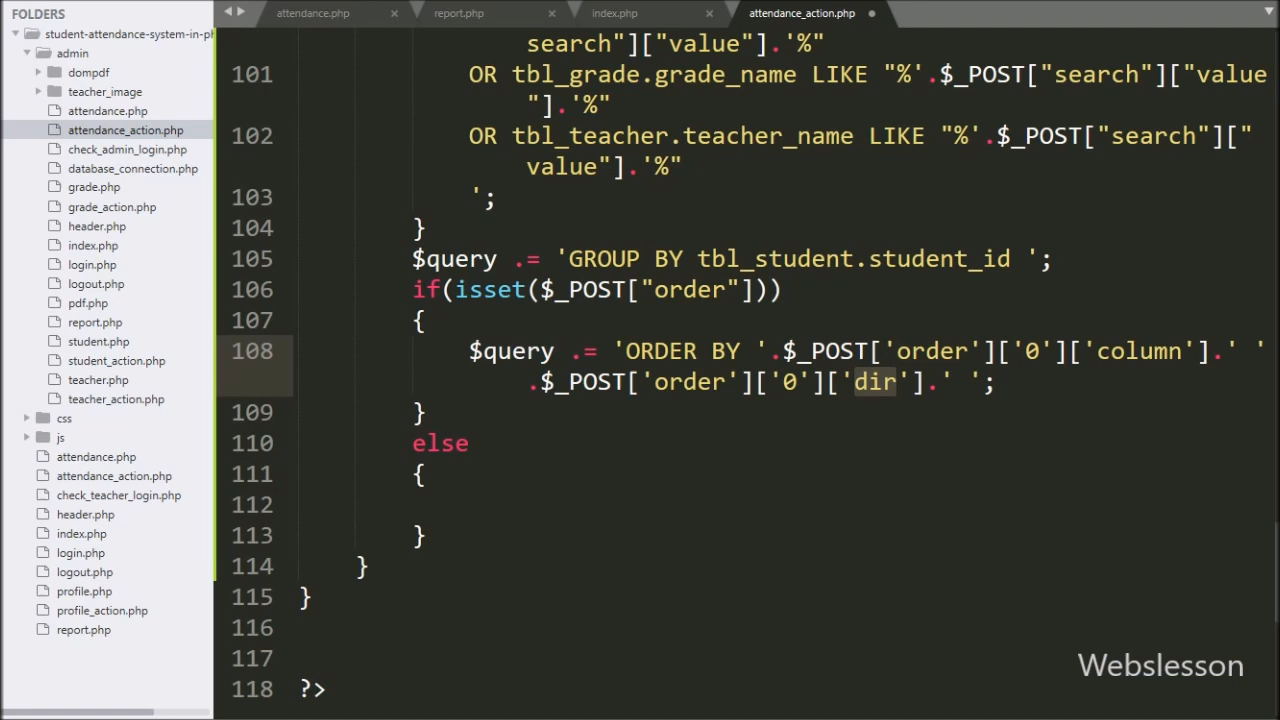 FOLDERS
student-attendance-system-in-ph
admin
dompdf
teacher_image
attendance.php
attendance_action.php
check_admin_login.php
database_connection.php
grade.php
grade_action.php
header.php
index.php
login.php
logout.php
pdf.php
report.php
student.php
student_action.php
teacher.php
teacher_action.php
css
js
attendance.php
attendance_action.php
check_teacher_login.php
header.php
index.php
login.php
logout.php
profile.php
profile_action.php
report.php
attendance.php report.php index.php attendance_action.php
search"]["value"].'%"
101 OR tbl_grade.grade_name LIKE "%'.$_POST["search"]["value
"].'%"
102 OR tbl_teacher.teacher_name LIKE "%'.$_POST["search"]["
value"].'%"
103 ';
104 }
105 $query .= 'GROUP BY tbl_student.student_id ';
106 if(isset($_POST["order"]))
107 {
108 $query .= 'ORDER BY '.$_POST['order']['0']['column'].' '
.$_POST['order']['0']['dir'].' ';
109 }
110 else
111 {
112
113 }
114 }
115 }
116
117
118 ?>
Webslesson